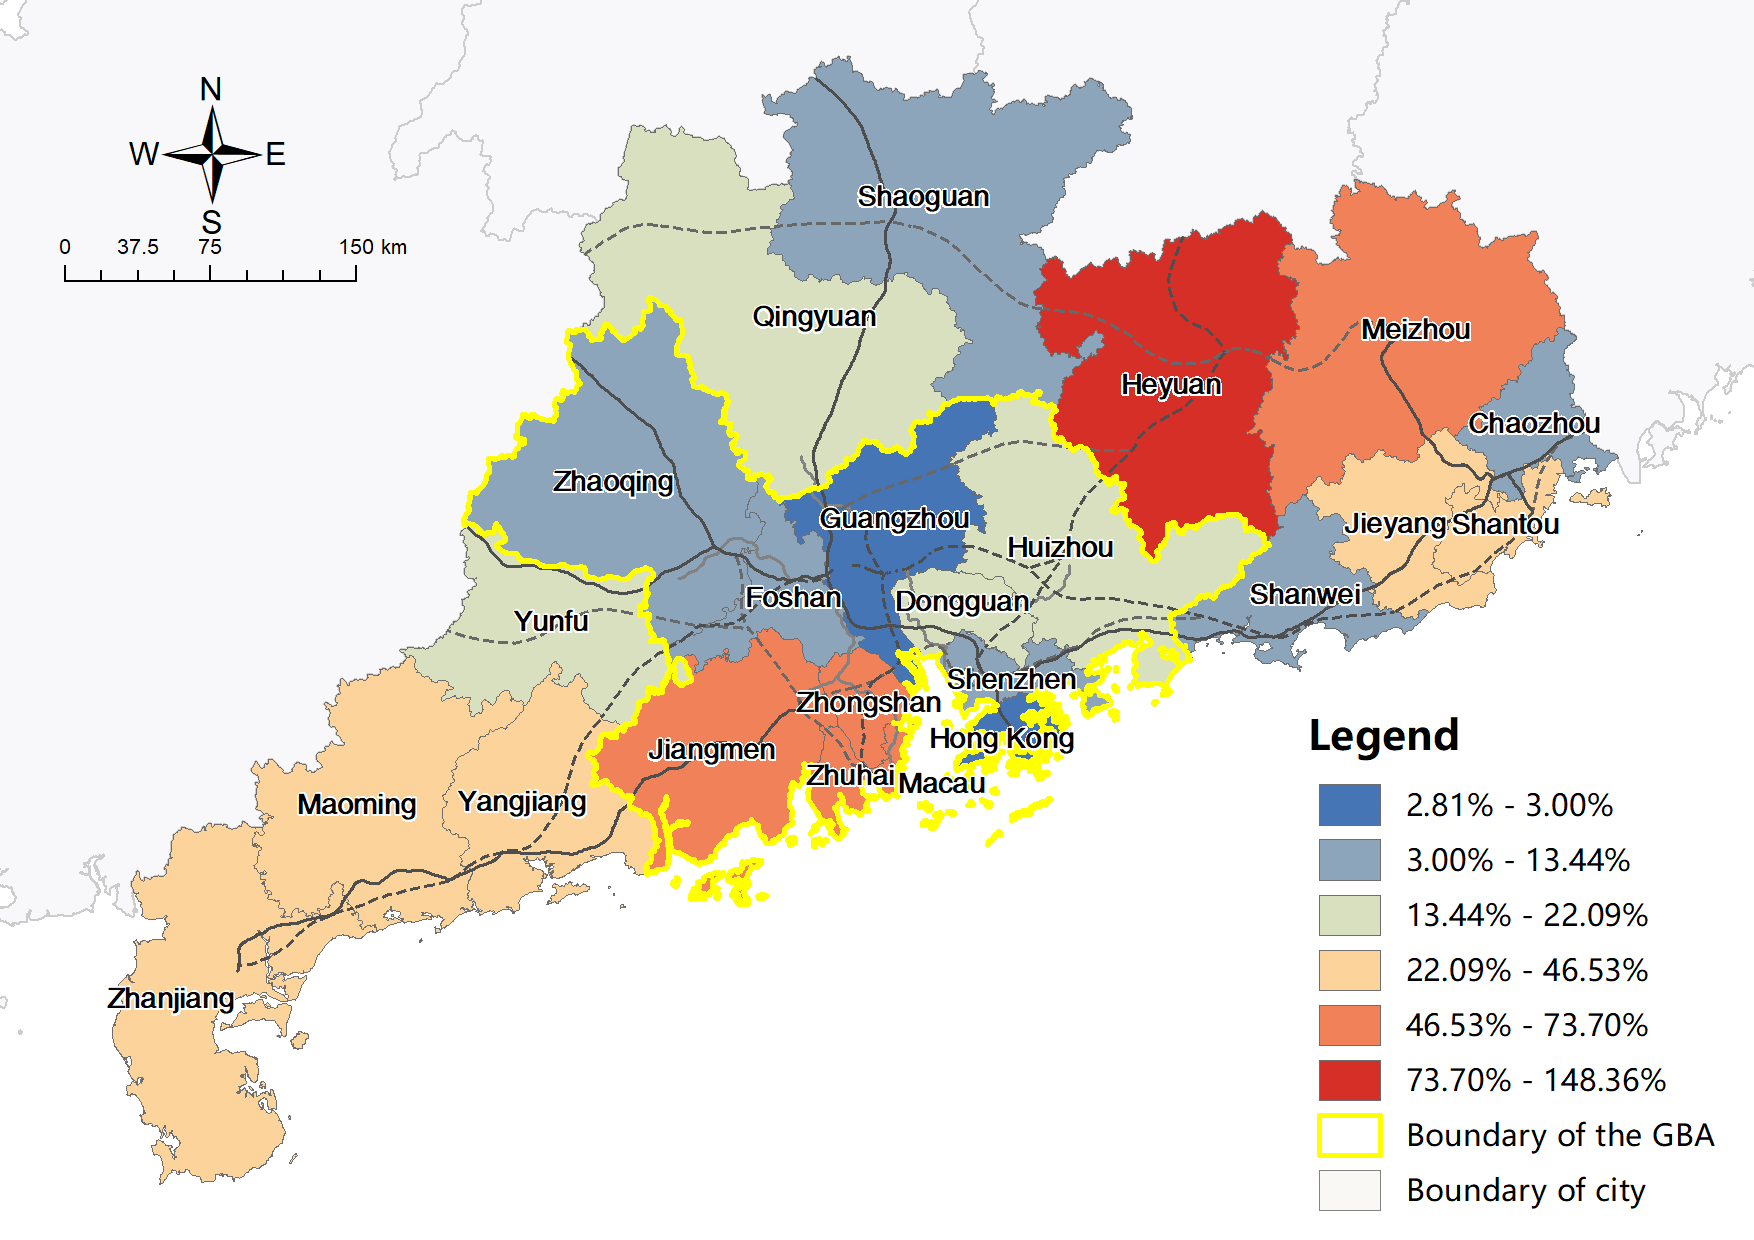 N
W E
S
0 37.5 75 150 km
Shaoguan
Qingyuan
Meizhou
Heyuan
Chaozhou
Zhaoqing
Guangzhou
Jieyang Shantou
Huizhou
Foshan
Dongguan
Shanwei
Yunfu
Shenzhen
Zhongshan
Hong Kong
Jiangmen
Zhuhai
Macau
Maoming
Yangjiang
Zhanjiang
Legend
2.81% - 3.00%
3.00% - 13.44%
13.44% - 22.09%
22.09% - 46.53%
46.53% - 73.70%
73.70% - 148.36%
Boundary of the GBA
Boundary of city